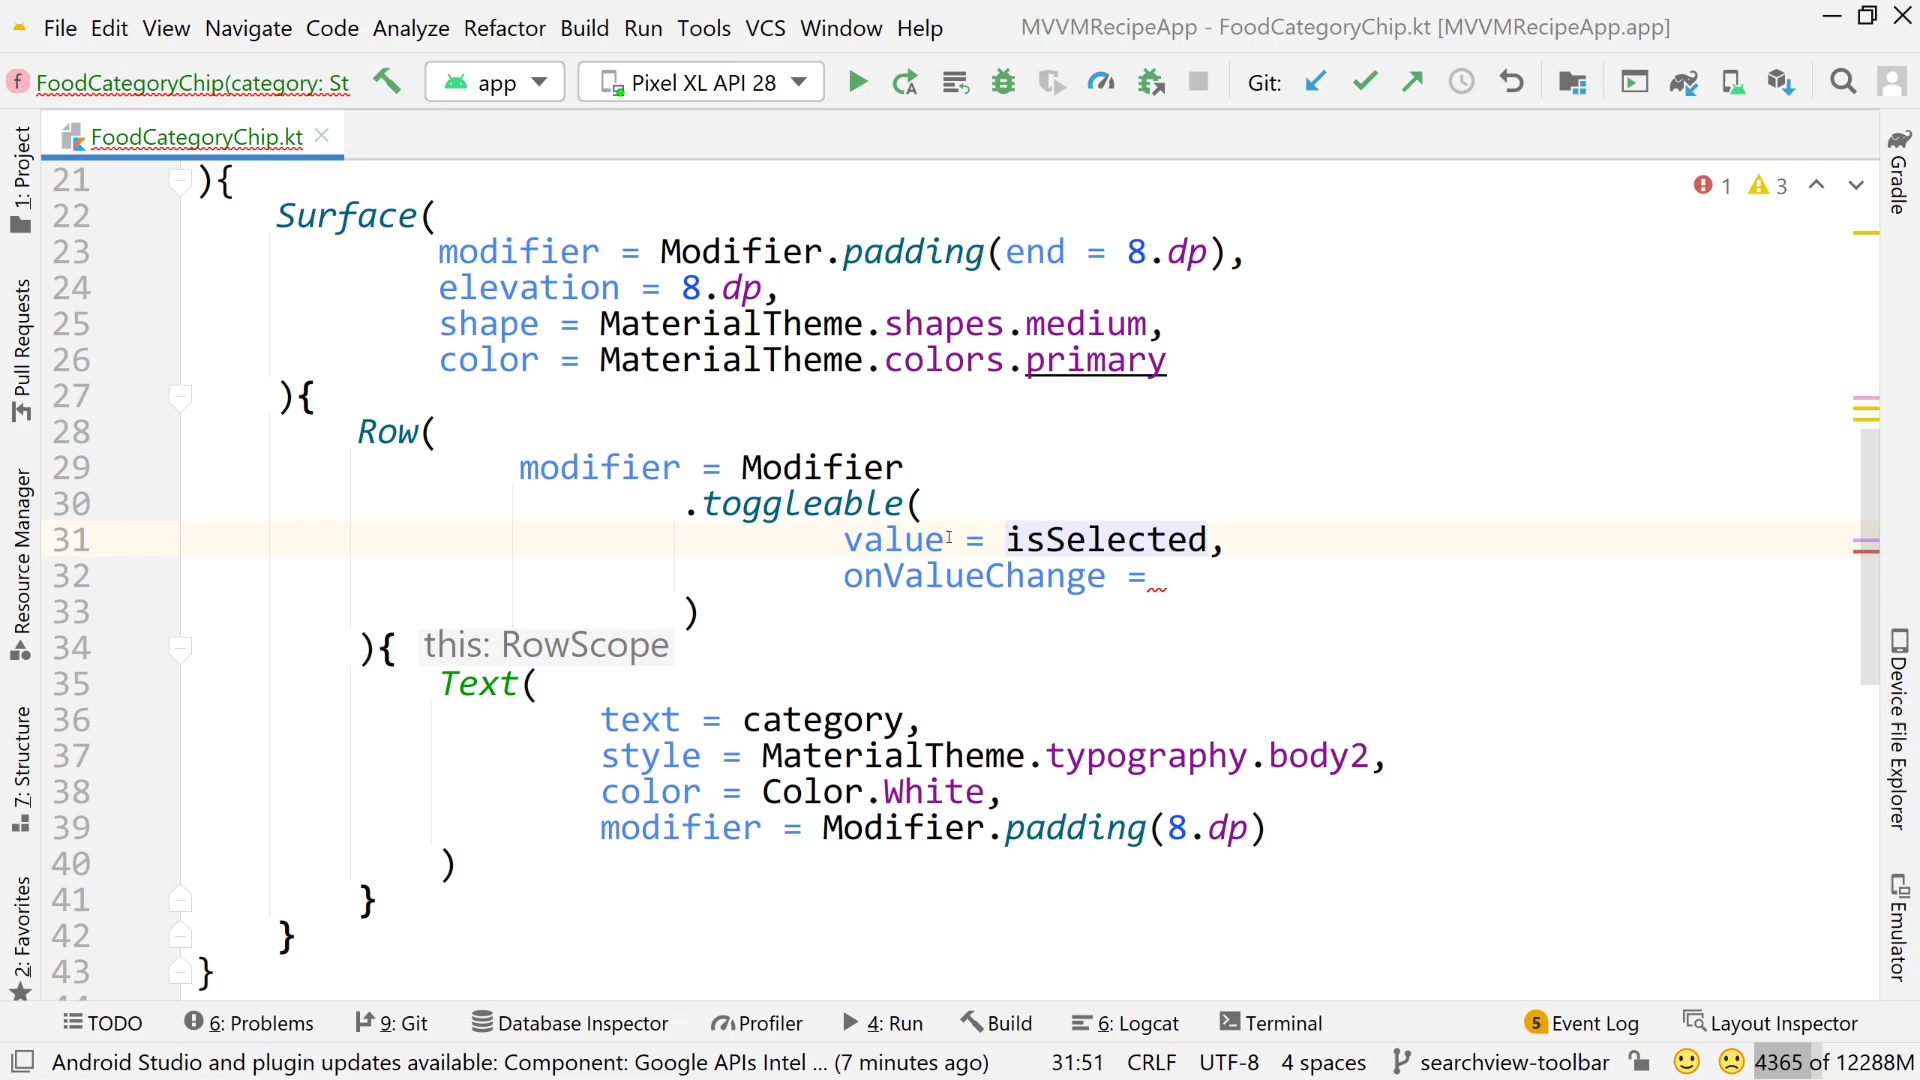 File Edit View Navigate Code Analyze Refactor Build Run Tools VCS Window Help MVVMRecipeApp - FoodCategoryChip.kt [MVVMRecipeApp.app]
f FoodCategoryChip(category: St app Pixel XL API 28 Git:
FoodCategoryChip.kt
1: Project
Pull Requests
Resource Manager
7: Structure
2: Favorites
21 ){
22 Surface(
23 modifier = Modifier.padding(end = 8.dp),
24 elevation = 8.dp,
25 shape = MaterialTheme.shapes.medium,
26 color = MaterialTheme.colors.primary
27 ){
28 Row(
29 modifier = Modifier
30 .toggleable(
31 value = isSelected,
32 onValueChange =
33 )
34 ){ this: RowScope
35 Text(
36 text = category,
37 style = MaterialTheme.typography.body2,
38 color = Color.White,
39 modifier = Modifier.padding(8.dp)
40 )
41 }
42 }
43 }
1 3
Gradle
Device File Explorer
Emulator
TODO 6: Problems 9: Git Database Inspector Profiler 4: Run Build 6: Logcat Terminal 5 Event Log Layout Inspector
Android Studio and plugin updates available: Component: Google APIs Intel ... (7 minutes ago) 31:51 CRLF UTF-8 4 spaces searchview-toolbar 4365 of 12288M